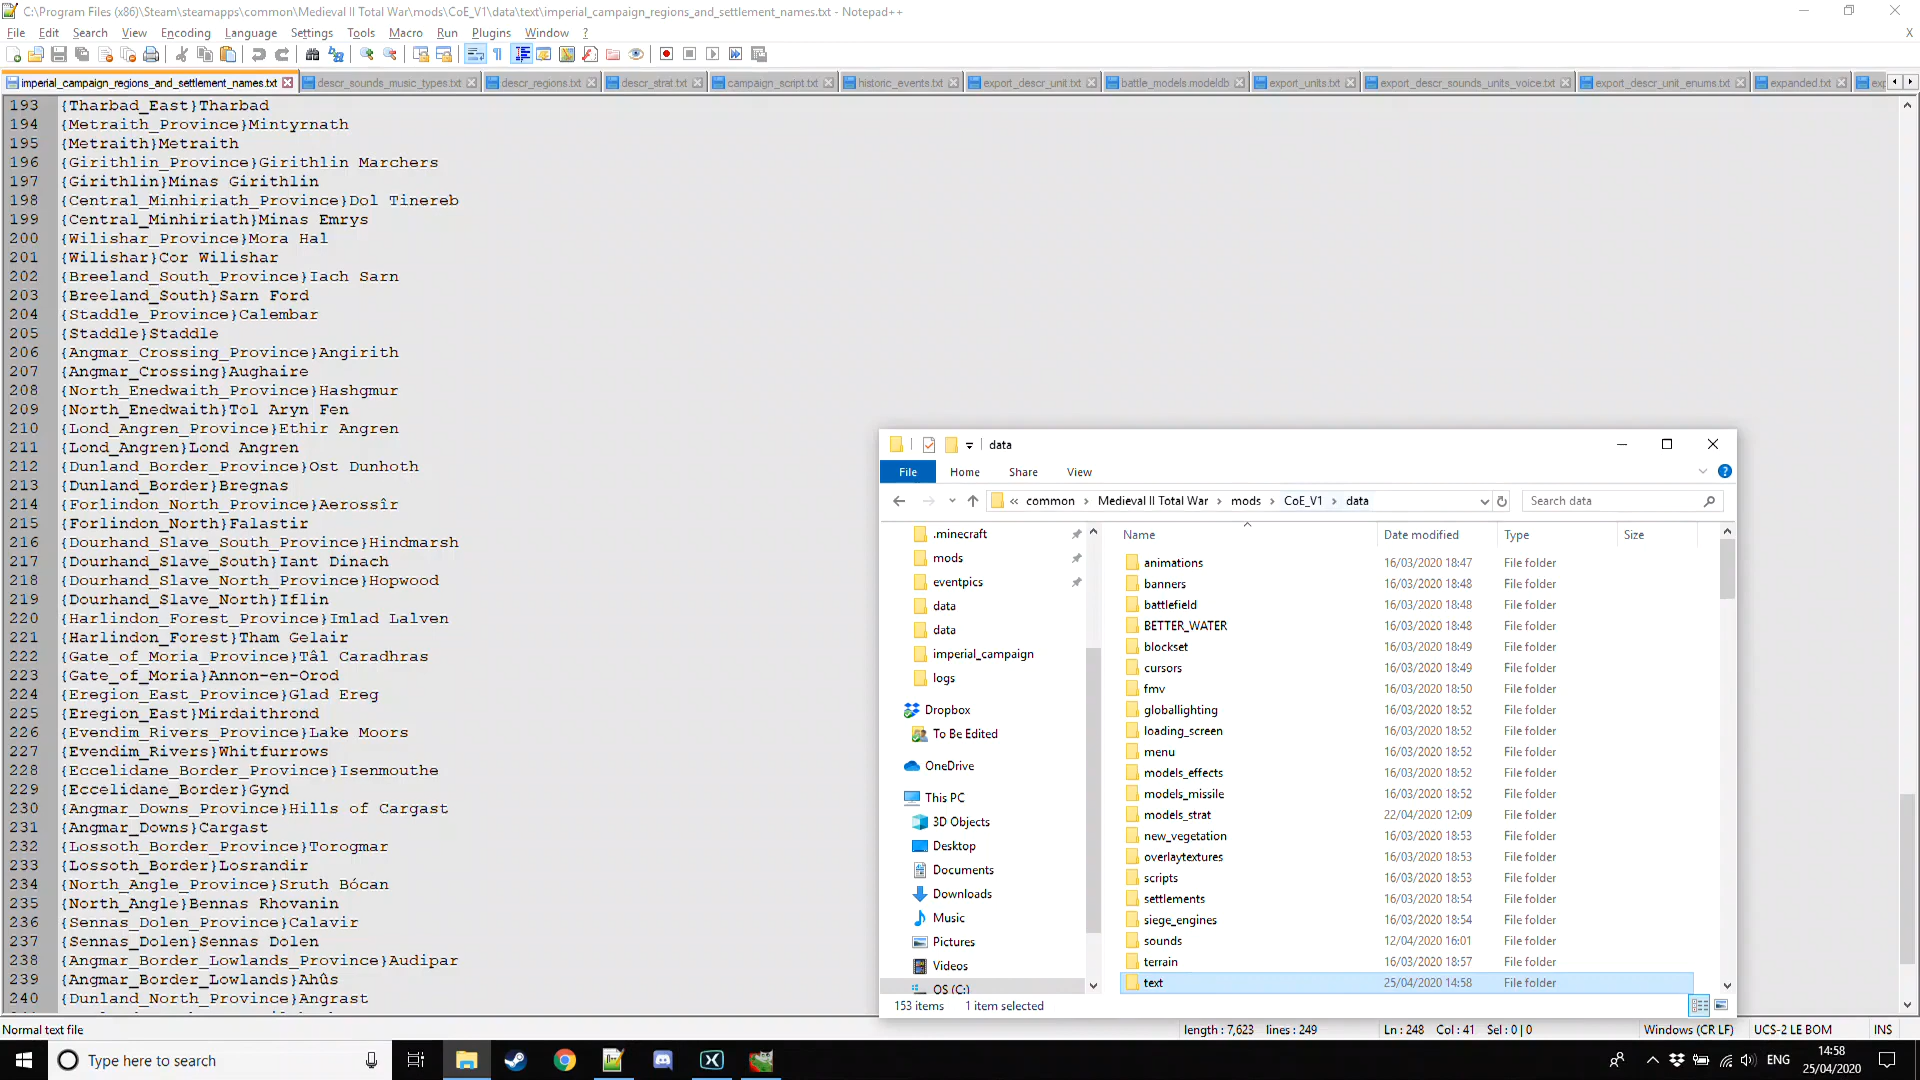 C:\Program Files (x86)\Steam\steamapps\common\Medieval II Total War\mods\CoE_V1\data\text\imperial_campaign_regions_and_settlement_names.txt - Notepad++
File Edit Search View Encoding Language Settings Tools Macro Run Plugins Window ? X
imperial_campaign_regions_and_settlement_names.txt descr_sounds_music_types.txt descr_regions.txt descr_strat.txt campaign_script.txt historic_events.txt export_descr_unit.txt battle_models.modeldb export_units.txt export_descr_sounds_units_voice.txt export_descr_unit_enums.txt expanded.txt
193 {Tharbad_East}Tharbad
194 {Metraith_Province}Mintyrnath
195 {Metraith}Metraith
196 {Girithlin_Province}Girithlin Marchers
197 {Girithlin}Minas Girithlin
198 {Central_Minhiriath_Province}Dol Tinereb
199 {Central_Minhiriath}Minas Emrys
200 {Wilishar_Province}Mora Hal
201 {Wilishar}Cor Wilishar
202 {Breeland_South_Province}Iach Sarn
203 {Breeland_South}Sarn Ford
204 {Staddle_Province}Calembar
205 {Staddle}Staddle
206 {Angmar_Crossing_Province}Angirith
207 {Angmar_Crossing}Aughaire
208 {North_Enedwaith_Province}Hashgmur
209 {North_Enedwaith}Tol Aryn Fen
210 {Lond_Angren_Province}Ethir Angren
211 {Lond_Angren}Lond Angren
212 {Dunland_Border_Province}Ost Dunhoth
213 {Dunland_Border}Bregnas
214 {Forlindon_North_Province}Aerossîr
215 {Forlindon_North}Falastir
216 {Dourhand_Slave_South_Province}Hindmarsh
217 {Dourhand_Slave_South}Iant Dinach
218 {Dourhand_Slave_North_Province}Hopwood
219 {Dourhand_Slave_North}Iflin
220 {Harlindon_Forest_Province}Imlad Lalven
221 {Harlindon_Forest}Tham Gelair
222 {Gate_of_Moria_Province}Tâl Caradhras
223 {Gate_of_Moria}Annon-en-Orod
224 {Eregion_East_Province}Glad Ereg
225 {Eregion_East}Mirdaithrond
226 {Evendim_Rivers_Province}Lake Moors
227 {Evendim_Rivers}Whitfurrows
228 {Eccelidane_Border_Province}Isenmouthe
229 {Eccelidane_Border}Gynd
230 {Angmar_Downs_Province}Hills of Cargast
231 {Angmar_Downs}Cargast
232 {Lossoth_Border_Province}Torogmar
233 {Lossoth_Border}Losrandir
234 {North_Angle_Province}Sruth Bócan
235 {North_Angle}Bennas Rhovanin
236 {Sennas_Dolen_Province}Calavir
237 {Sennas_Dolen}Sennas Dolen
238 {Angmar_Border_Lowlands_Province}Audipar
239 {Angmar_Border_Lowlands}Ahûs
240 {Dunland_North_Province}Angrast
data
File Home Share View
« common > Medieval II Total War > mods > CoE_V1 > data
Search data
.minecraft
mods
eventpics
data
data
imperial_campaign
logs
Dropbox
To Be Edited
OneDrive
This PC
3D Objects
Desktop
Documents
Downloads
Music
Pictures
Videos
OS (C:)
Name Date modified Type Size
animations 16/03/2020 18:47 File folder
banners 16/03/2020 18:48 File folder
battlefield 16/03/2020 18:48 File folder
BETTER_WATER 16/03/2020 18:48 File folder
blockset 16/03/2020 18:49 File folder
cursors 16/03/2020 18:49 File folder
fmv 16/03/2020 18:50 File folder
globallighting 16/03/2020 18:52 File folder
loading_screen 16/03/2020 18:52 File folder
menu 16/03/2020 18:52 File folder
models_effects 16/03/2020 18:52 File folder
models_missile 16/03/2020 18:52 File folder
models_strat 22/04/2020 12:09 File folder
new_vegetation 16/03/2020 18:53 File folder
overlaytextures 16/03/2020 18:53 File folder
scripts 16/03/2020 18:53 File folder
settlements 16/03/2020 18:54 File folder
siege_engines 16/03/2020 18:54 File folder
sounds 12/04/2020 16:01 File folder
terrain 16/03/2020 18:57 File folder
text 25/04/2020 14:58 File folder
153 items 1 item selected
Normal text file length : 7,623 lines : 249 Ln : 248 Col : 41 Sel : 0 | 0 Windows (CR LF) UCS-2 LE BOM INS
Type here to search
ENG
14:58
25/04/2020